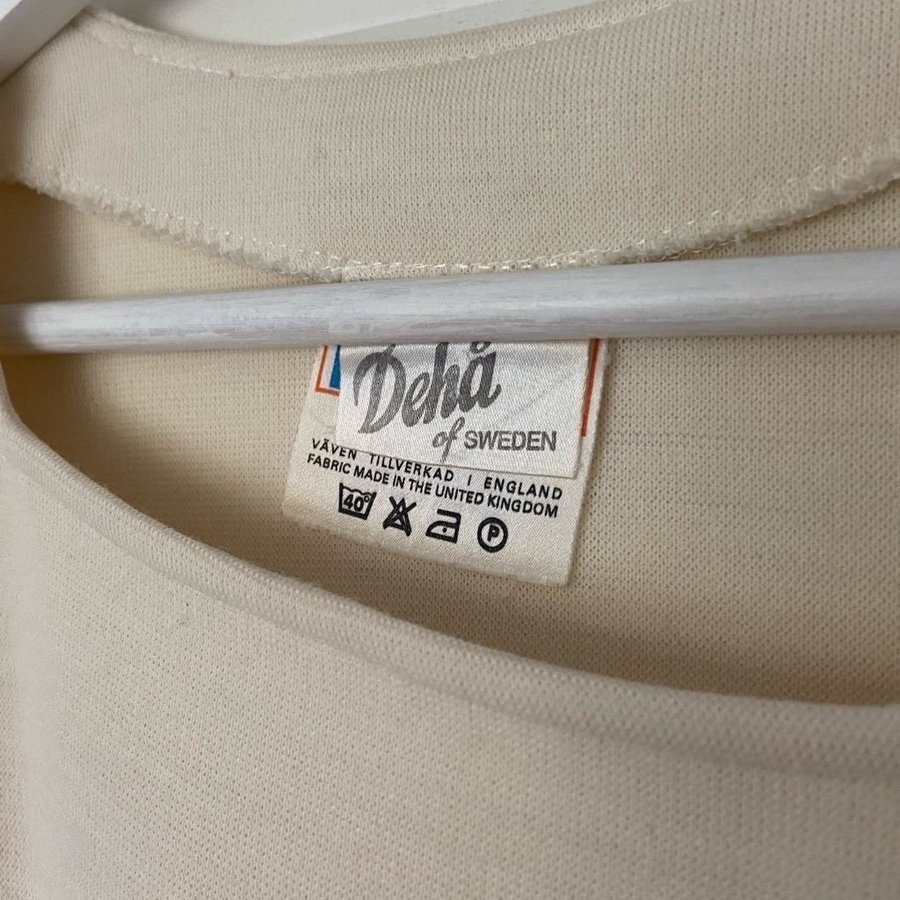 Dehå
of SWEDEN
VÄVEN TILLVERKAD I ENGLAND
FABRIC MADE IN THE UNITED KINGDOM
40°
P